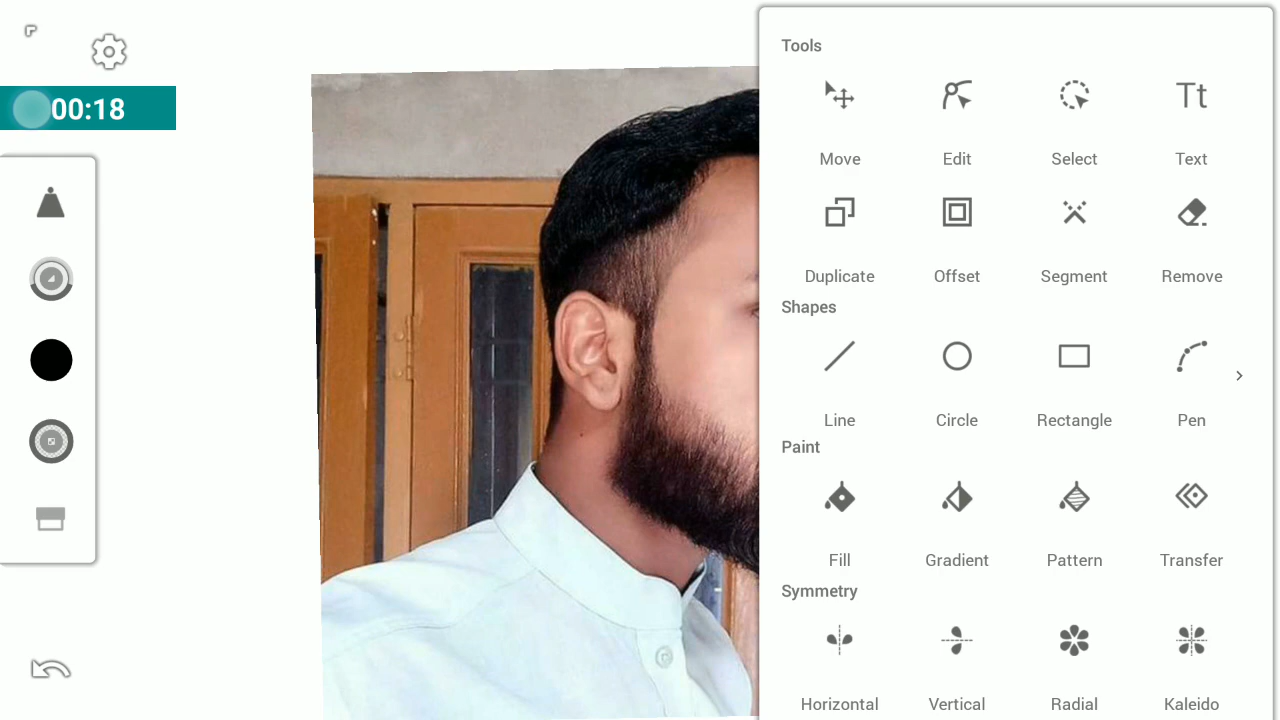 00:18
Tools
Move Edit Select Text
Duplicate Offset Segment Remove
Shapes
Line Circle Rectangle Pen
Paint
Fill Gradient Pattern Transfer
Symmetry
Horizontal Vertical Radial Kaleido